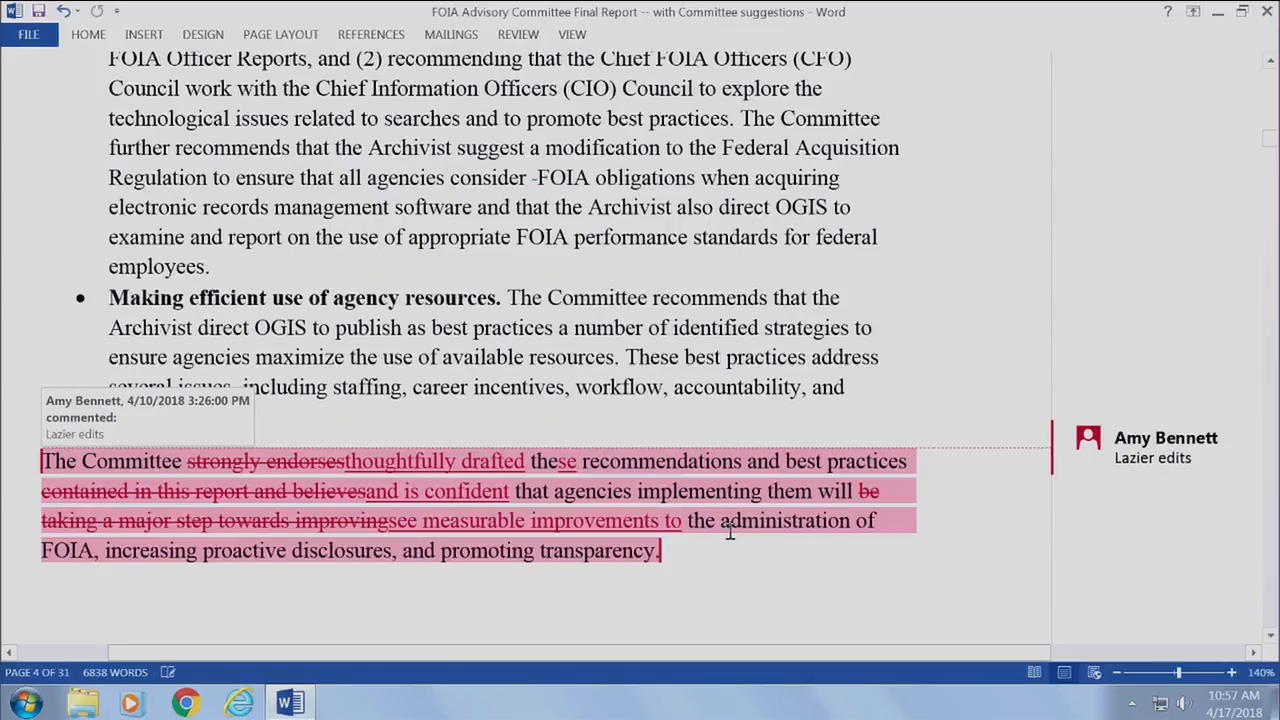 FOIA Advisory Committee Final Report -- with Committee suggestions - Word
FILE HOME INSERT DESIGN PAGE LAYOUT REFERENCES MAILINGS REVIEW VIEW
FOIA Officer Reports, and (2) recommending that the Chief FOIA Officers (CFO)
Council work with the Chief Information Officers (CIO) Council to explore the
technological issues related to searches and to promote best practices. The Committee
further recommends that the Archivist suggest a modification to the Federal Acquisition
Regulation to ensure that all agencies consider -FOIA obligations when acquiring
electronic records management software and that the Archivist also direct OGIS to
examine and report on the use of appropriate FOIA performance standards for federal
employees.
• Making efficient use of agency resources. The Committee recommends that the
Archivist direct OGIS to publish as best practices a number of identified strategies to
ensure agencies maximize the use of available resources. These best practices address
several issues, including staffing, career incentives, workflow, accountability, and
Amy Bennett, 4/10/2018 3:26:00 PM
commented:
Lazier edits
The Committee strongly endorsesthoughtfully drafted these recommendations and best practices
contained in this report and believesand is confident that agencies implementing them will be
taking a major step towards improvingsee measurable improvements to the administration of
FOIA, increasing proactive disclosures, and promoting transparency.
Amy Bennett
Lazier edits
PAGE 4 OF 31 6838 WORDS 140%
10:57 AM
4/17/2018